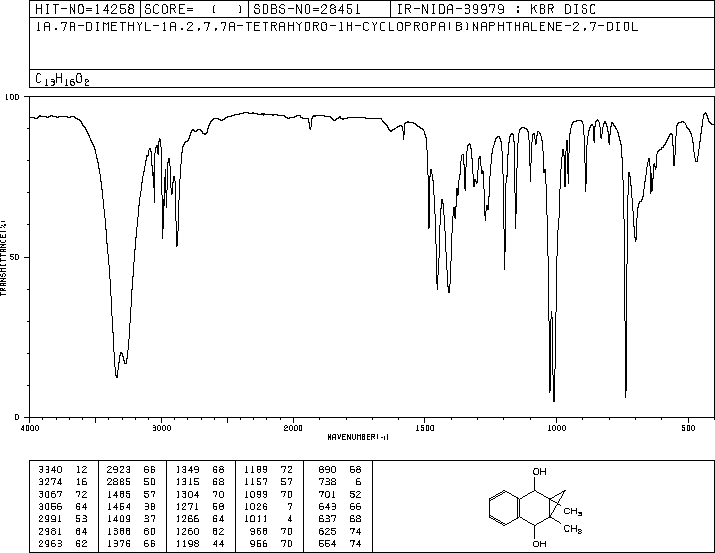 HIT-NO=14258 SCORE= ( ) SDBS-NO=28451 IR-NIDA-39979 : KBR DISC
1A,7A-DIMETHYL-1A,2,7,7A-TETRAHYDRO-1H-CYCLOPROPA(B)NAPHTHALENE-2,7-DIOL
C13H16O2
100
50
0
TRANSMITTANCE(%)
4000 3000 2000 1500 1000 500
WAVENUMBER(-1)
3340 12 2923 66 1349 68 1189 72 890 68
3274 16 2885 50 1315 68 1157 57 738 6
3067 72 1485 57 1304 70 1099 70 701 52
3056 64 1454 38 1271 58 1026 7 649 66
2991 53 1409 37 1266 64 1011 4 637 68
2981 64 1388 60 1260 62 968 70 625 74
2963 62 1376 66 1198 44 956 70 554 74
OH
CH3
CH3
OH